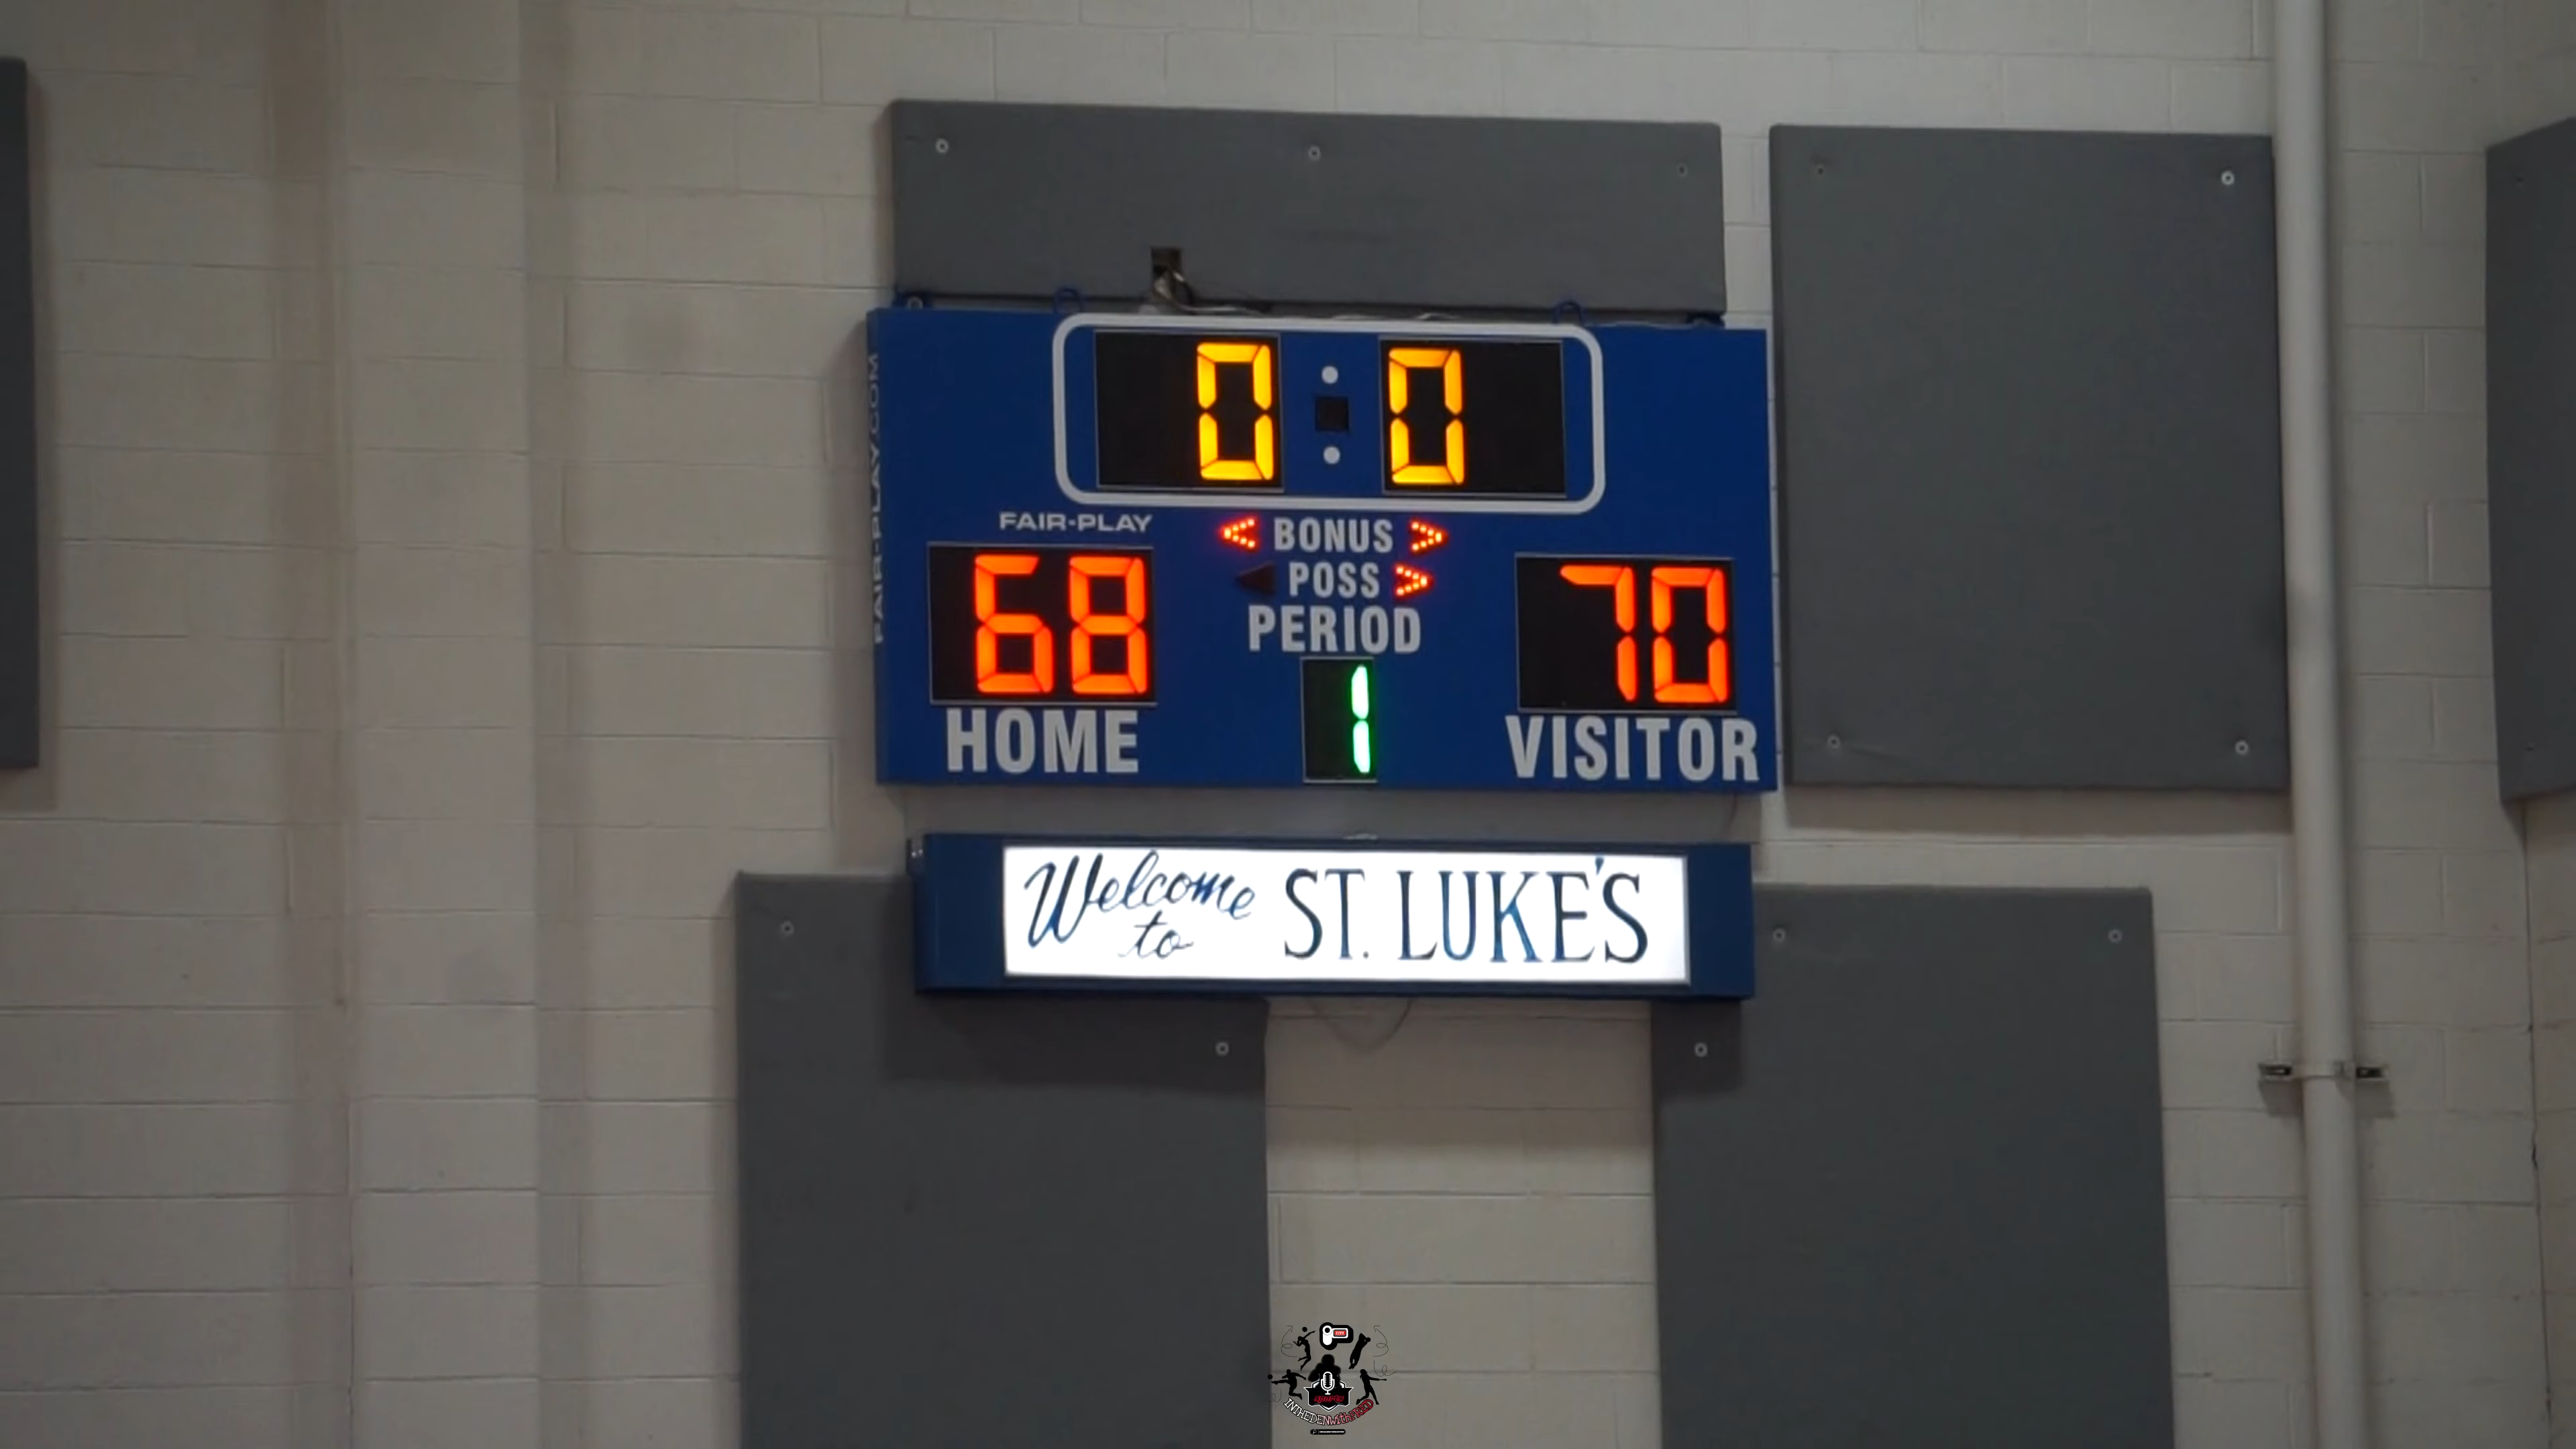 0:0
FAIR-PLAY.COM
FAIR-PLAY
BONUS
POSS
PERIOD
68
1
70
HOME
VISITOR
Welcome to ST. LUKE'S
INTHEDENWITH